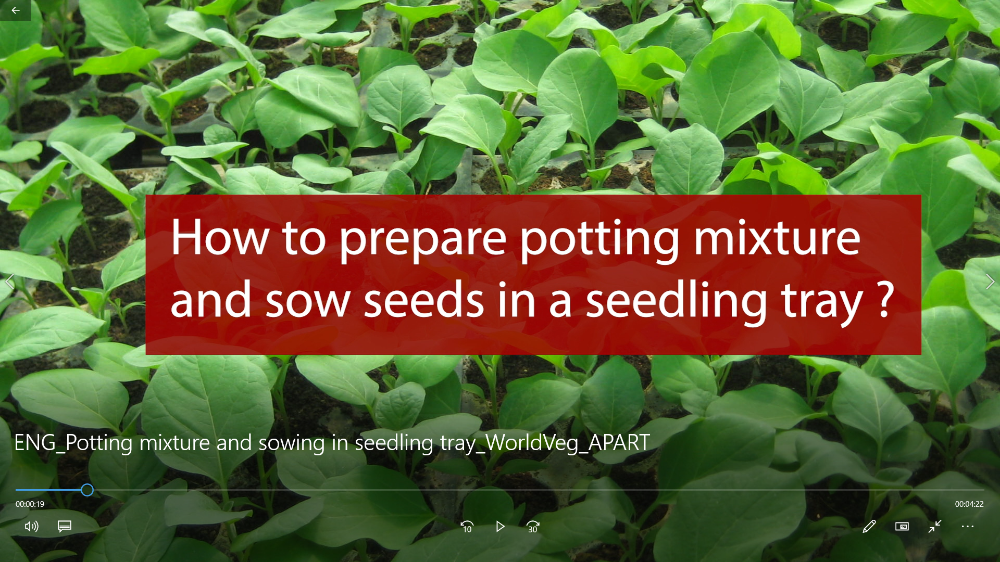 How to prepare potting mixture
and sow seeds in a seedling tray ?
ENG_Potting mixture and sowing in seedling tray_WorldVeg_APART
00:00:19
00:04:22
10
30